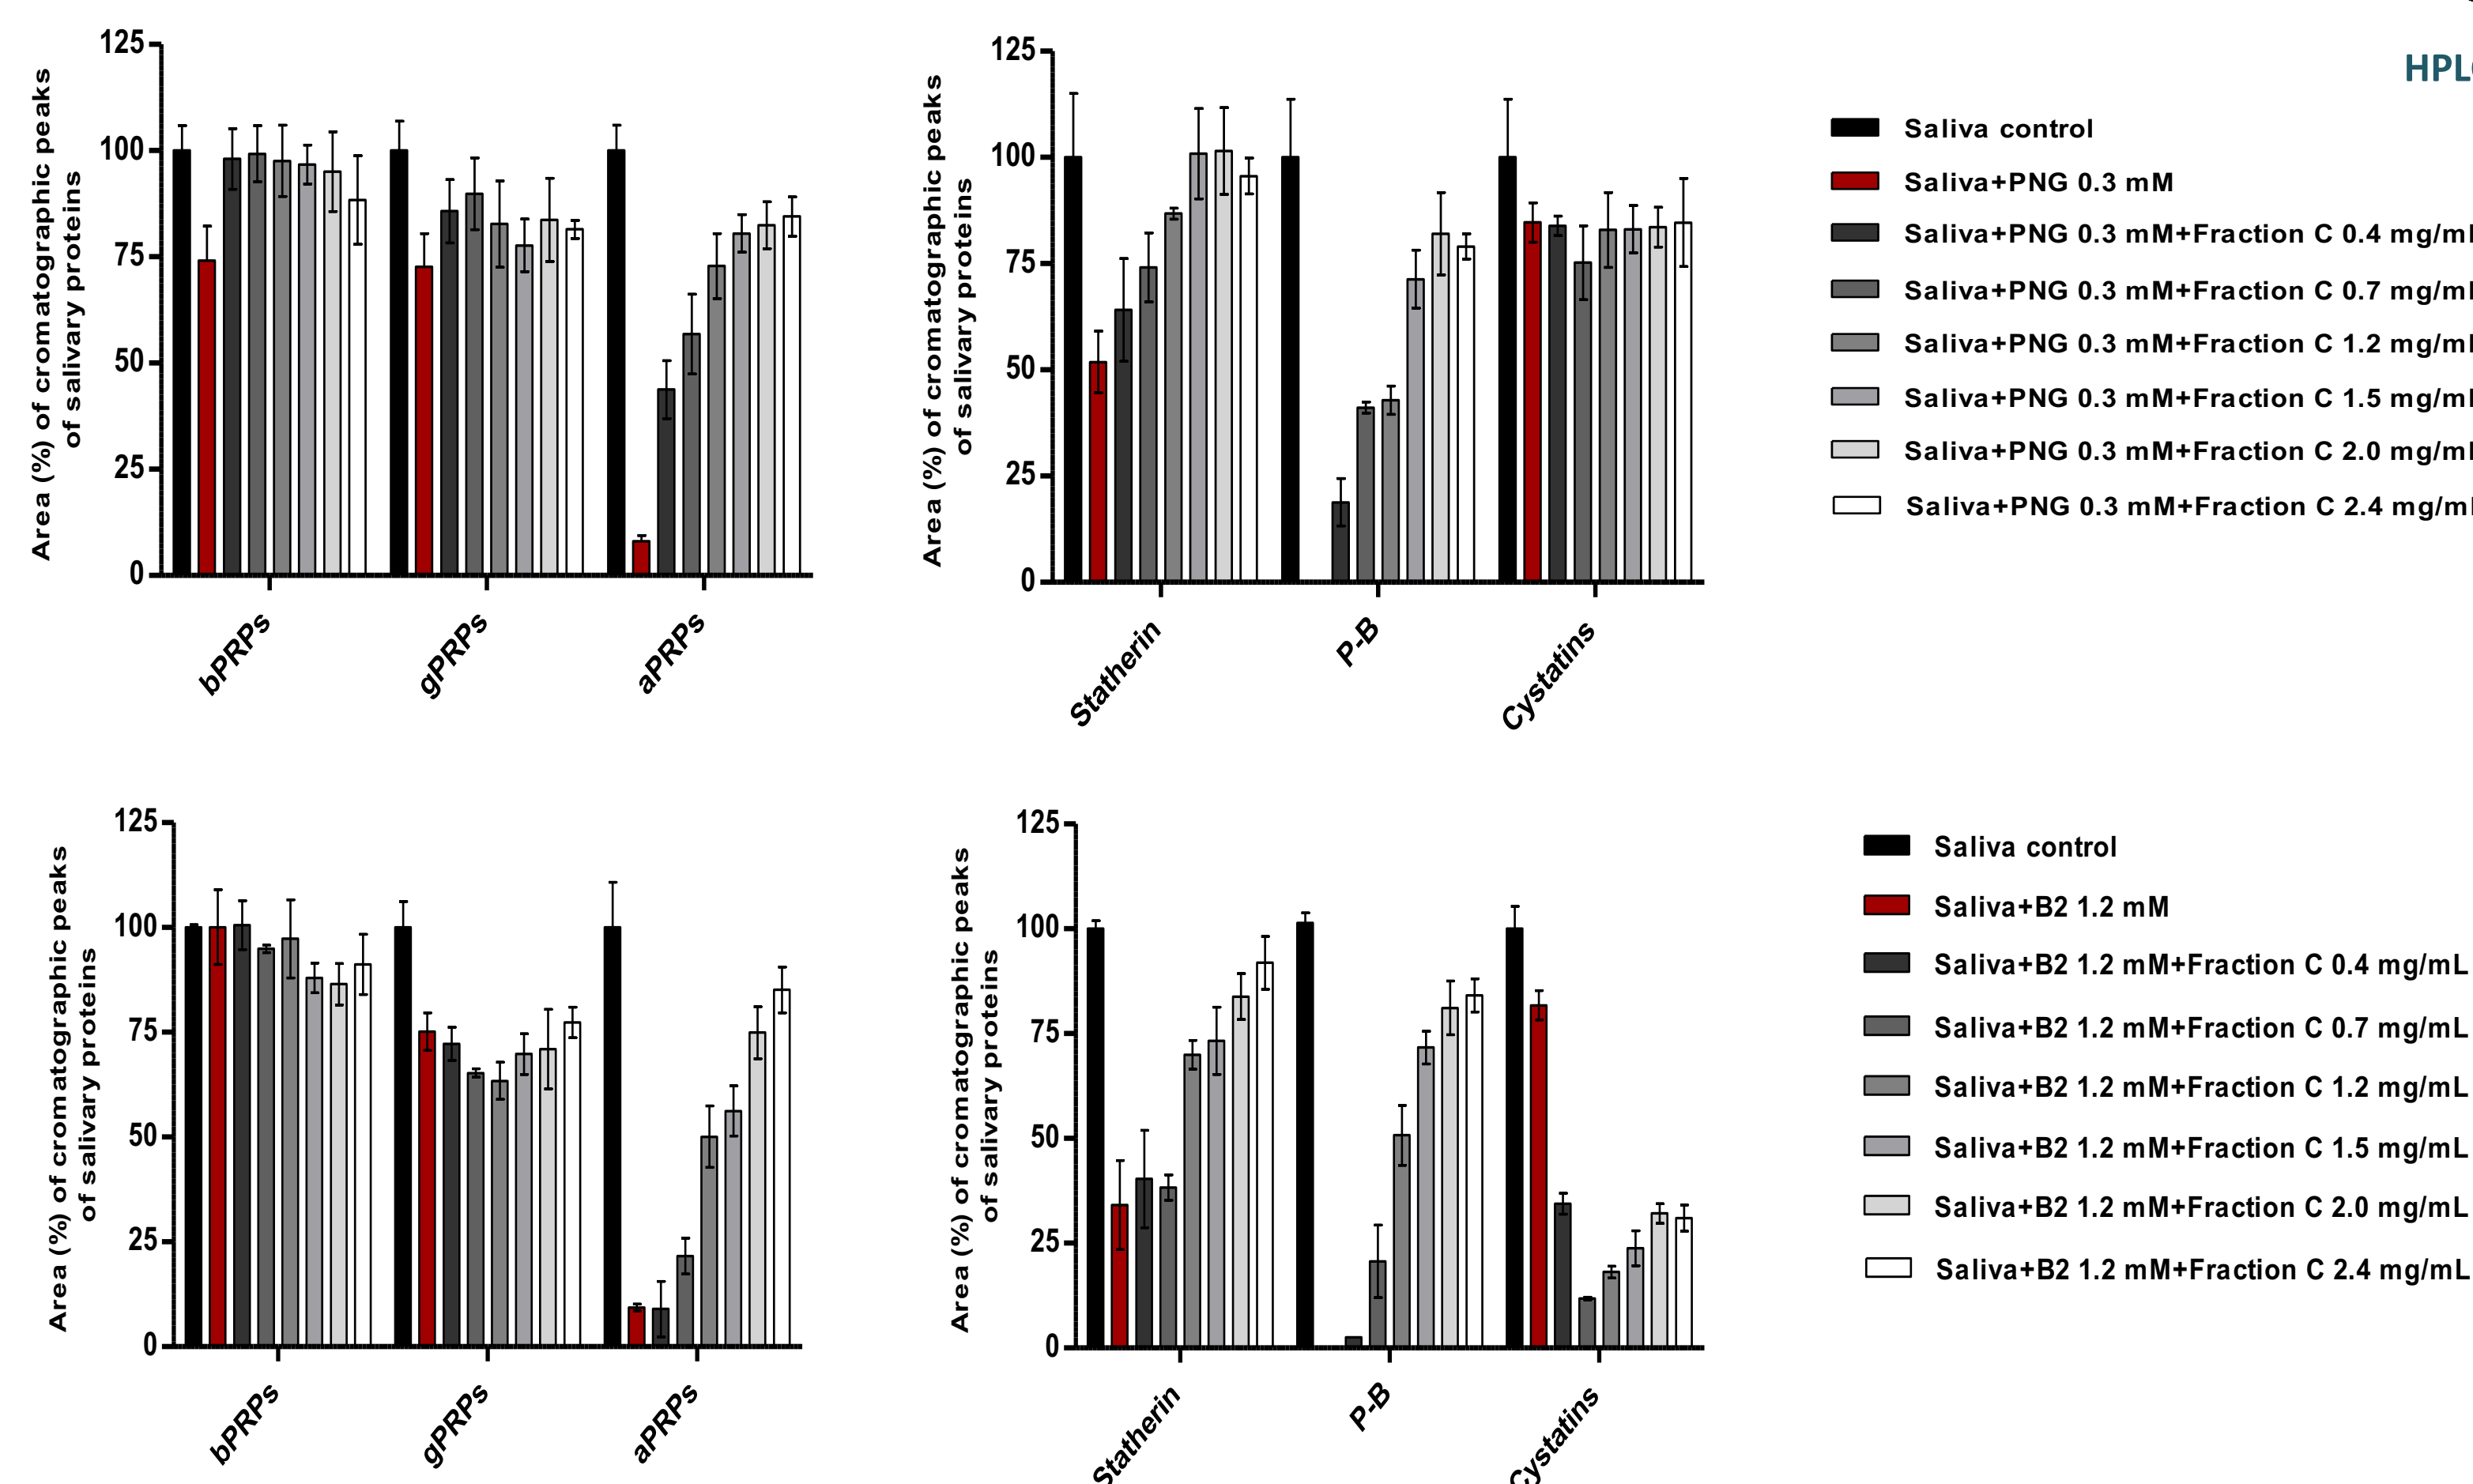 HPL
125
100
75
50
25
0
Area (%) of cromatographic peaks
of salivary proteins
bPRPs
gPRPs
aPRPs
125
100
75
50
25
0
Area (%) of cromatographic peaks
of salivary proteins
Statherin
P-B
Cystatins
Saliva control
Saliva+PNG 0.3 mM
Saliva+PNG 0.3 mM+Fraction C 0.4 mg/ml
Saliva+PNG 0.3 mM+Fraction C 0.7 mg/ml
Saliva+PNG 0.3 mM+Fraction C 1.2 mg/ml
Saliva+PNG 0.3 mM+Fraction C 1.5 mg/ml
Saliva+PNG 0.3 mM+Fraction C 2.0 mg/ml
Saliva+PNG 0.3 mM+Fraction C 2.4 mg/ml
125
100
75
50
25
0
Area (%) of cromatographic peaks
of salivary proteins
bPRPs
gPRPs
aPRPs
125
100
75
50
25
0
Area (%) of cromatographic peaks
of salivary proteins
Statherin
P-B
Cystatins
Saliva control
Saliva+B2 1.2 mM
Saliva+B2 1.2 mM+Fraction C 0.4 mg/mL
Saliva+B2 1.2 mM+Fraction C 0.7 mg/mL
Saliva+B2 1.2 mM+Fraction C 1.2 mg/mL
Saliva+B2 1.2 mM+Fraction C 1.5 mg/mL
Saliva+B2 1.2 mM+Fraction C 2.0 mg/mL
Saliva+B2 1.2 mM+Fraction C 2.4 mg/mL